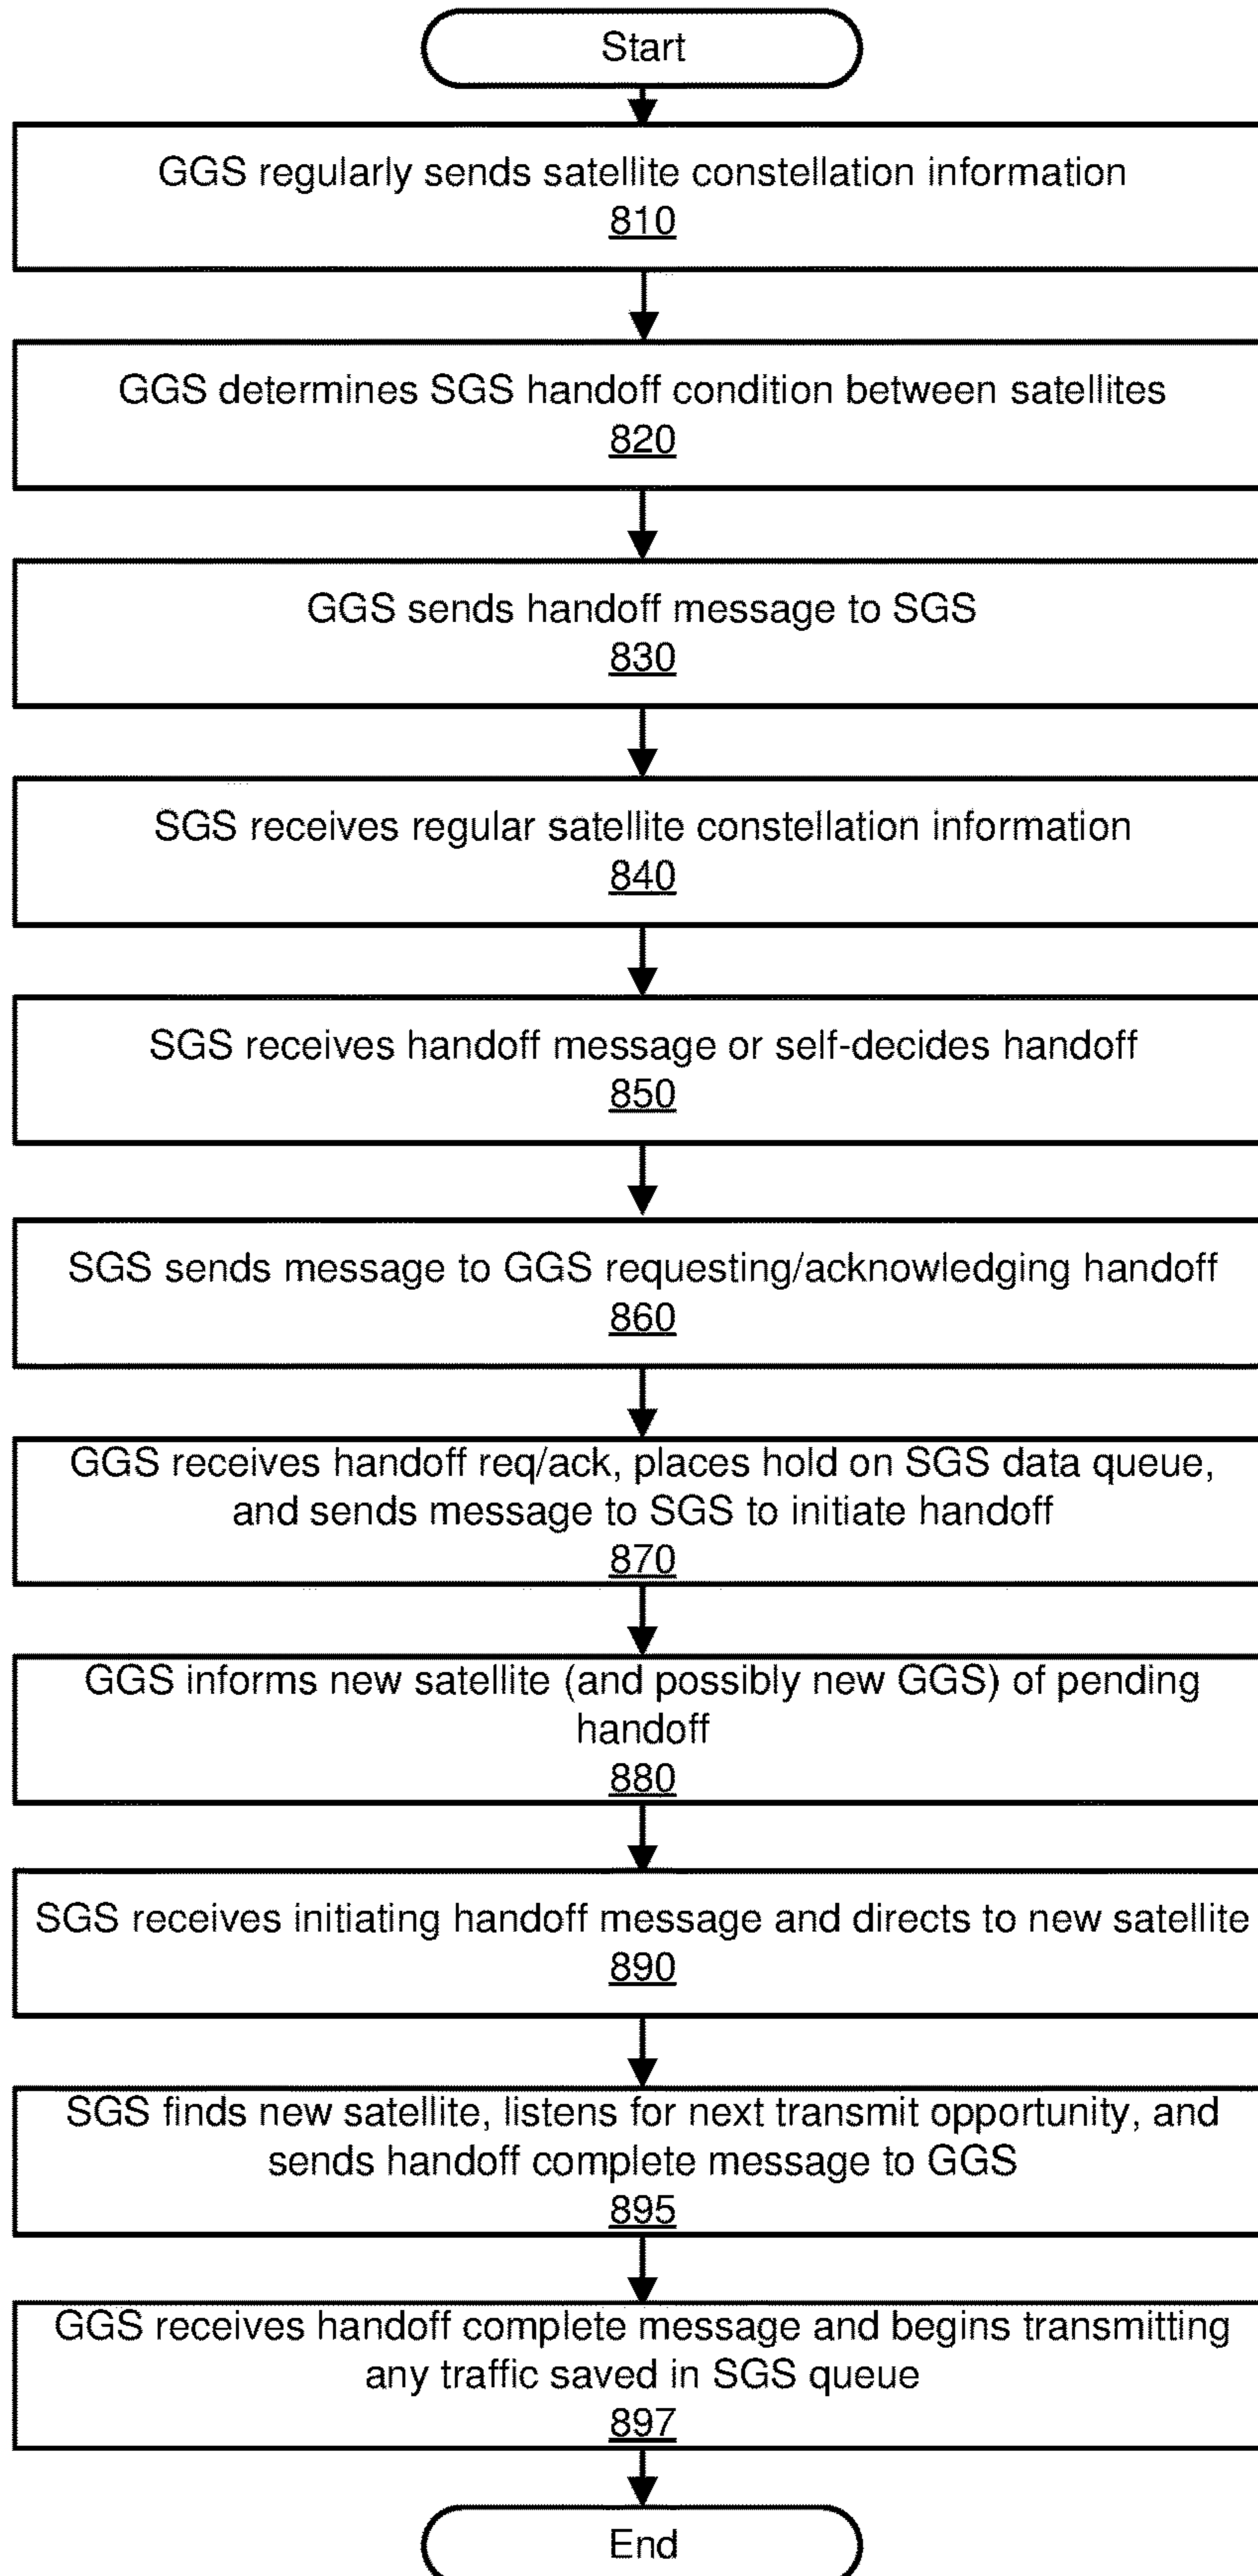 Start
GGS regularly sends satellite constellation information
810
GGS determines SGS handoff condition between satellites
820
GGS sends handoff message to SGS
830
SGS receives regular satellite constellation information
840
SGS receives handoff message or self-decides handoff
850
SGS sends message to GGS requesting/acknowledging handoff
860
GGS receives handoff req/ack, places hold on SGS data queue,
and sends message to SGS to initiate handoff
870
GGS informs new satellite (and possibly new GGS) of pending
handoff
880
SGS receives initiating handoff message and directs to new satellite
890
SGS finds new satellite, listens for next transmit opportunity, and
sends handoff complete message to GGS
895
GGS receives handoff complete message and begins transmitting
any traffic saved in SGS queue
897
End